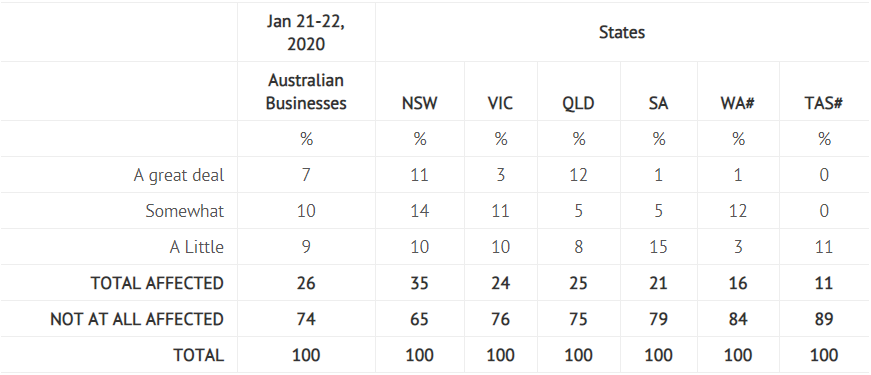 Jan 21-22,
2020
States
Australian
Businesses NSW VIC QLD SA WA# TAS#
% % % % % % %
A great deal 7 11 3 12 1 1 0
Somewhat 10 14 11 5 5 12 0
A Little 9 10 10 8 15 3 11
TOTAL AFFECTED 26 35 24 25 21 16 11
NOT AT ALL AFFECTED 74 65 76 75 79 84 89
TOTAL 100 100 100 100 100 100 100